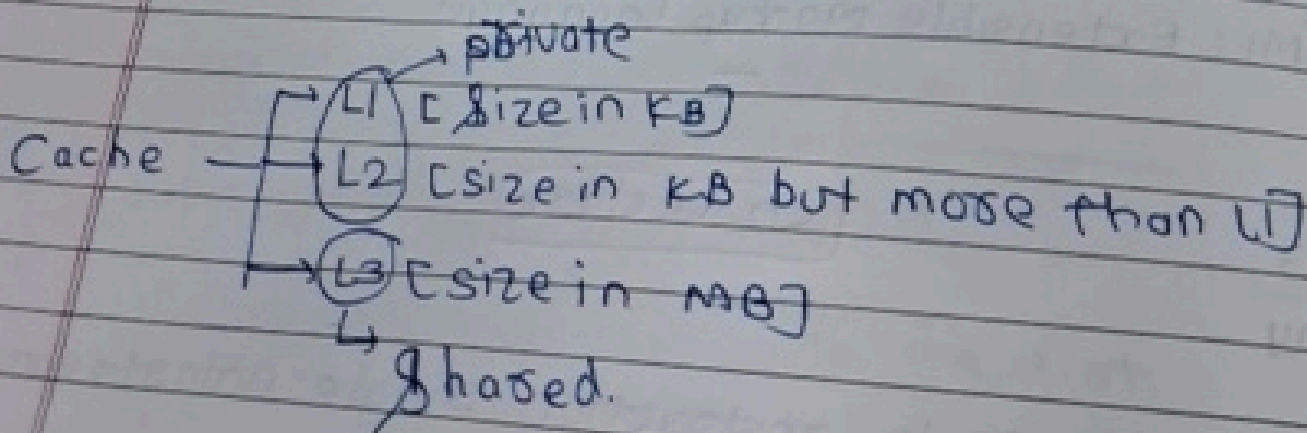 private
L1 [Size in KB]
Cache L2 [size in KB but more than L1]
L3 [size in MB]
Shared.